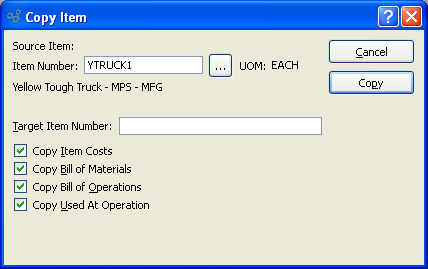 Copy Item
Source Item:
Cancel
Item Number: YTRUCK1 ... UOM: EACH
Copy
Yellow Tough Truck - MPS - MFG
Target Item Number:
Copy Item Costs
Copy Bill of Materials
Copy Bill of Operations
Copy Used At Operation